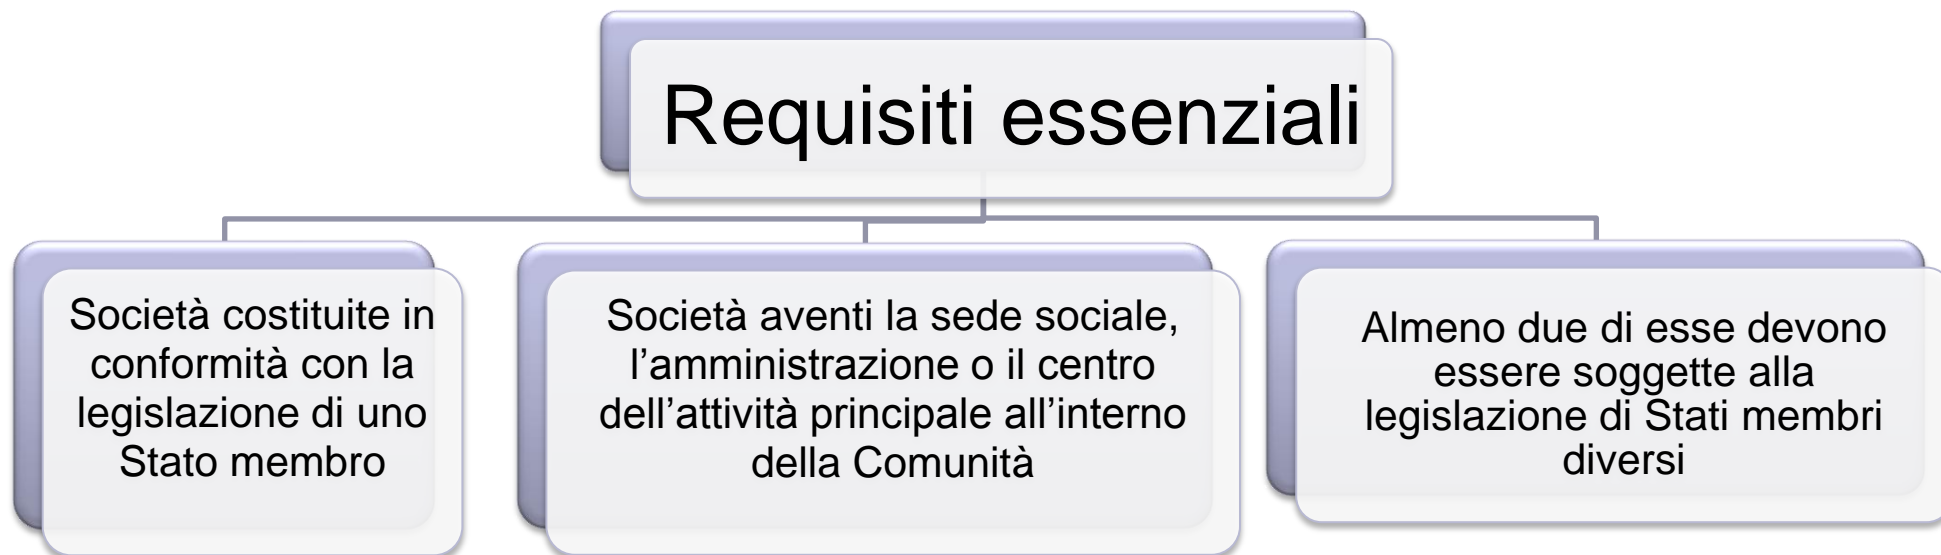 Requisiti essenziali
Società costituite in
conformità con la
legislazione di uno
Stato membro
Società aventi la sede sociale,
l’amministrazione o il centro
dell’attività principale all’interno
della Comunità
Almeno due di esse devono
essere soggette alla
legislazione di Stati membri
diversi